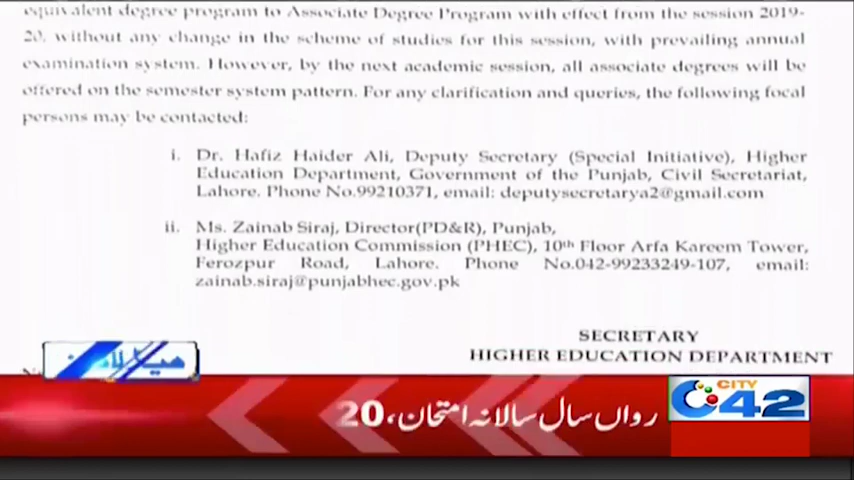 equivalent degree program to Associate Degree Program with effect from the session 2019-
20, without any change in the scheme of studies for this session, with prevailing annual
examination system. However, by the next academic session, all associate degrees will be
offered on the semester system pattern. For any clarification and queries, the following focal
persons may be contacted:
i. Dr. Hafiz Haider Ali, Deputy Secretary (Special Initiative), Higher
Education Department, Government of the Punjab, Civil Secretariat,
Lahore. Phone No.99210371, email: deputysecretarya2@gmail.com
ii. Ms. Zainab Siraj, Director(PD&R), Punjab,
Higher Education Commission (PHEC), 10th Floor Arfa Kareem Tower,
Ferozpur Road, Lahore. Phone No.042-99233249-107, email:
zainab.siraj@punjabhec.gov.pk
SECRETARY
HIGHER EDUCATION DEPARTMENT
ہیڈ لائنز
رواں سال سالانہ امتحان، 20
CITY
42